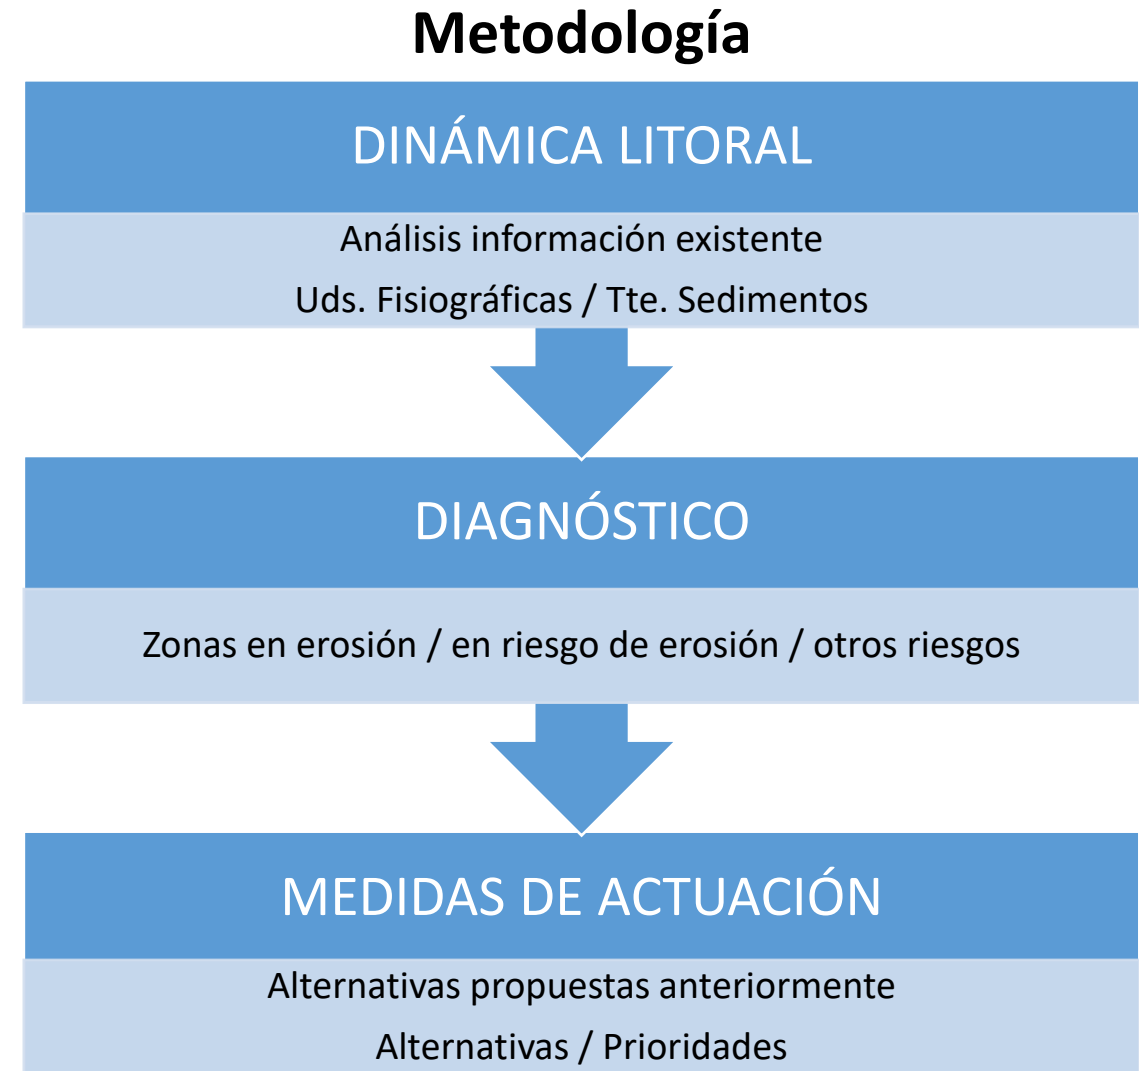 Metodología
DINÁMICA LITORAL
Análisis información existente
Uds. Fisiográficas / Tte. Sedimentos
DIAGNÓSTICO
Zonas en erosión / en riesgo de erosión / otros riesgos
MEDIDAS DE ACTUACIÓN
Alternativas propuestas anteriormente
Alternativas / Prioridades